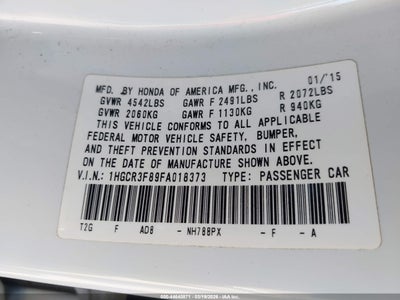 MFD. BY HONDA OF AMERICA MFG., INC. 01/15
GVWR 4542LBS GAWR F 2491LBS R 2072LBS
GVWR 2060KG GAWR F 1130KG R 940KG
THIS VEHICLE CONFORMS TO ALL APPLICABLE
FEDERAL MOTOR VEHICLE SAFETY, BUMPER,
AND THEFT PREVENTION STANDARDS IN EFFECT
ON THE DATE OF MANUFACTURE SHOWN ABOVE.
V.I.N.: 1HGCR3F89FA018373 TYPE: PASSENGER CAR
T2G F AD8 - NH788PX - F - A